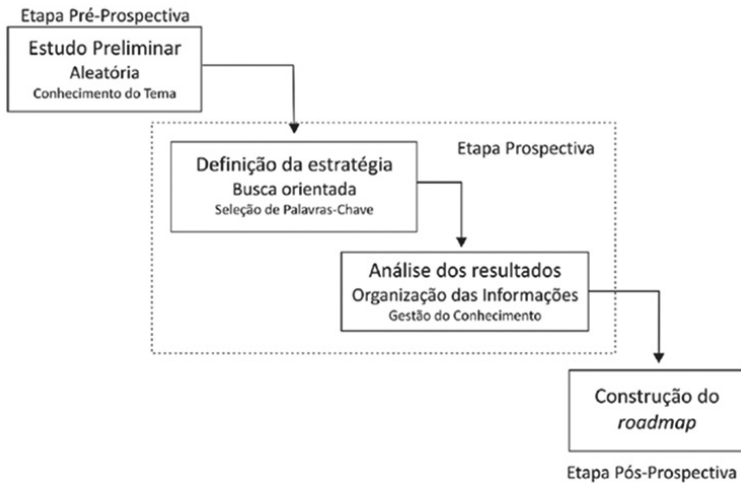 Etapa Pré-Prospectiva
Estudo Preliminar
Aleatória
Conhecimento do Tema
Etapa Prospectiva
Definição da estratégia
Busca orientada
Seleção de Palavras-Chave
Análise dos resultados
Organização das Informações
Gestão do Conhecimento
Construção do
roadmap
Etapa Pós-Prospectiva